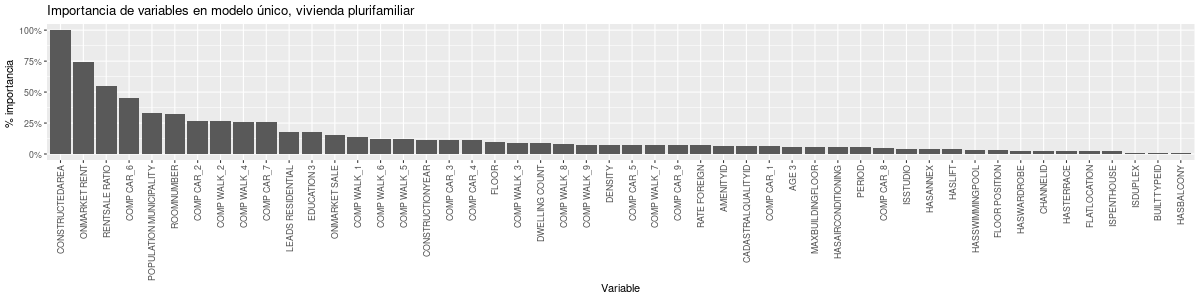 Importancia de variables en modelo único, vivienda plurifamiliar
% importancia
100%
75%
50%
25%
0%
CONSTRUCTEDAREA
ONMARKET RENT
RENTSALE RATIO
COMP CAR_6
POPULATION MUNICIPALITY
ROOMNUMBER
COMP CAR_2
COMP WALK_2
COMP WALK_4
COMP CAR_7
LEADS RESIDENTIAL
EDUCATION 3
ONMARKET SALE
COMP WALK_1
COMP WALK_6
COMP WALK_5
CONSTRUCTIONYEAR
COMP CAR_3
COMP CAR_4
FLOOR
COMP WALK_3
DWELLING COUNT
COMP WALK_8
COMP WALK_9
DENSITY
COMP CAR_5
COMP WALK_7
COMP CAR_9
RATE FOREIGN
AMENITYID
CADASTRALQUALITYID
COMP CAR_1
AGE 3
MAXBUILDINGFLOOR
HASAIRCONDITIONING
PERIOD
COMP CAR_8
ISSTUDIO
HASANNEX
HASLIFT
HASSWIMMINGPOOL
FLOOR POSITION
HASWARDROBE
CHANNELID
HASTERRACE
FLATLOCATION
ISPENTHOUSE
ISDUPLEX
BUILTTYPEID
HASBALCONY
Variable